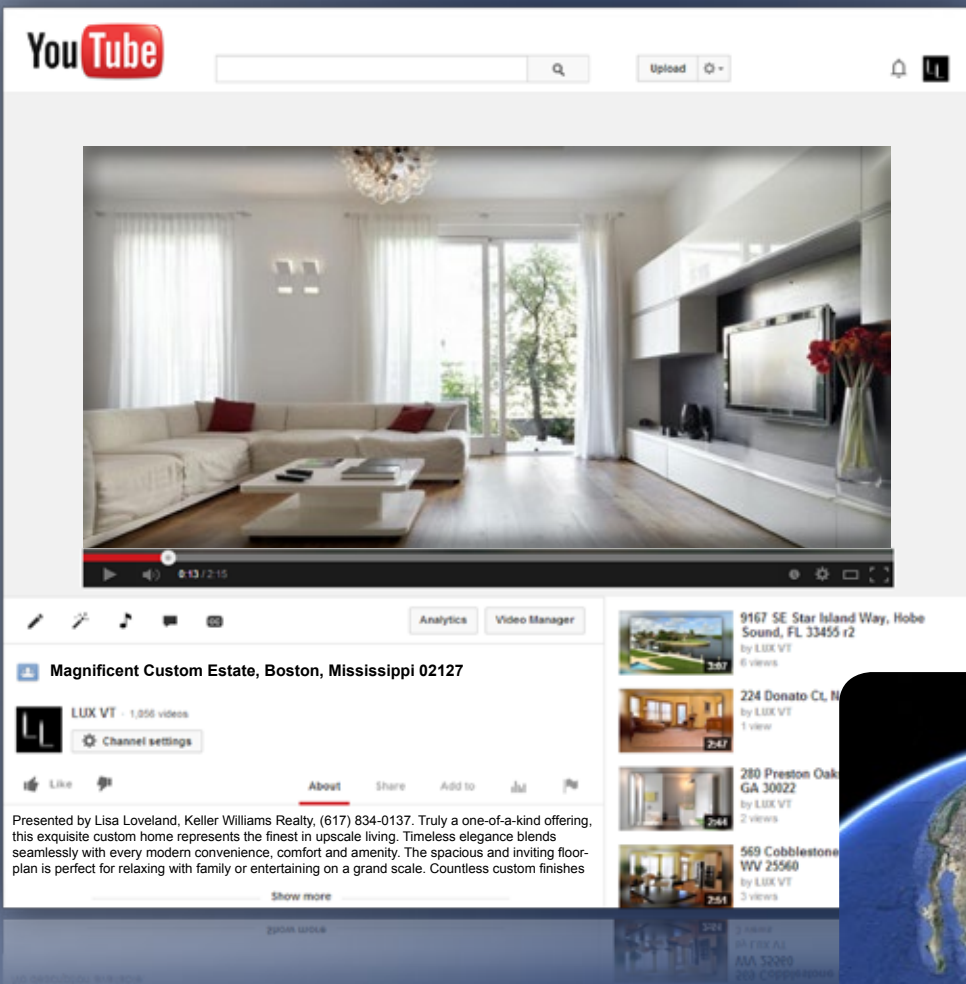 YouTube
Upload
LL
0:13 / 2:15
Analytics
Video Manager
Magnificent Custom Estate, Boston, Mississippi 02127
LL
LUX VT · 1,056 videos
Channel settings
Like
About
Share
Add to
Presented by Lisa Loveland, Keller Williams Realty, (617) 834-0137. Truly a one-of-a-kind offering,
this exquisite custom home represents the finest in upscale living. Timeless elegance blends
seamlessly with every modern convenience, comfort and amenity. The spacious and inviting floor-
plan is perfect for relaxing with family or entertaining on a grand scale. Countless custom finishes
Show more
3:07
9167 SE Star Island Way, Hobe
Sound, FL 33455 r2
by LUX VT
6 views
2:47
224 Donato Ct, N
by LUX VT
1 view
2:44
280 Preston Oak
GA 30022
by LUX VT
2 views
2:51
569 Cobblestone
WV 25560
by LUX VT
3 views